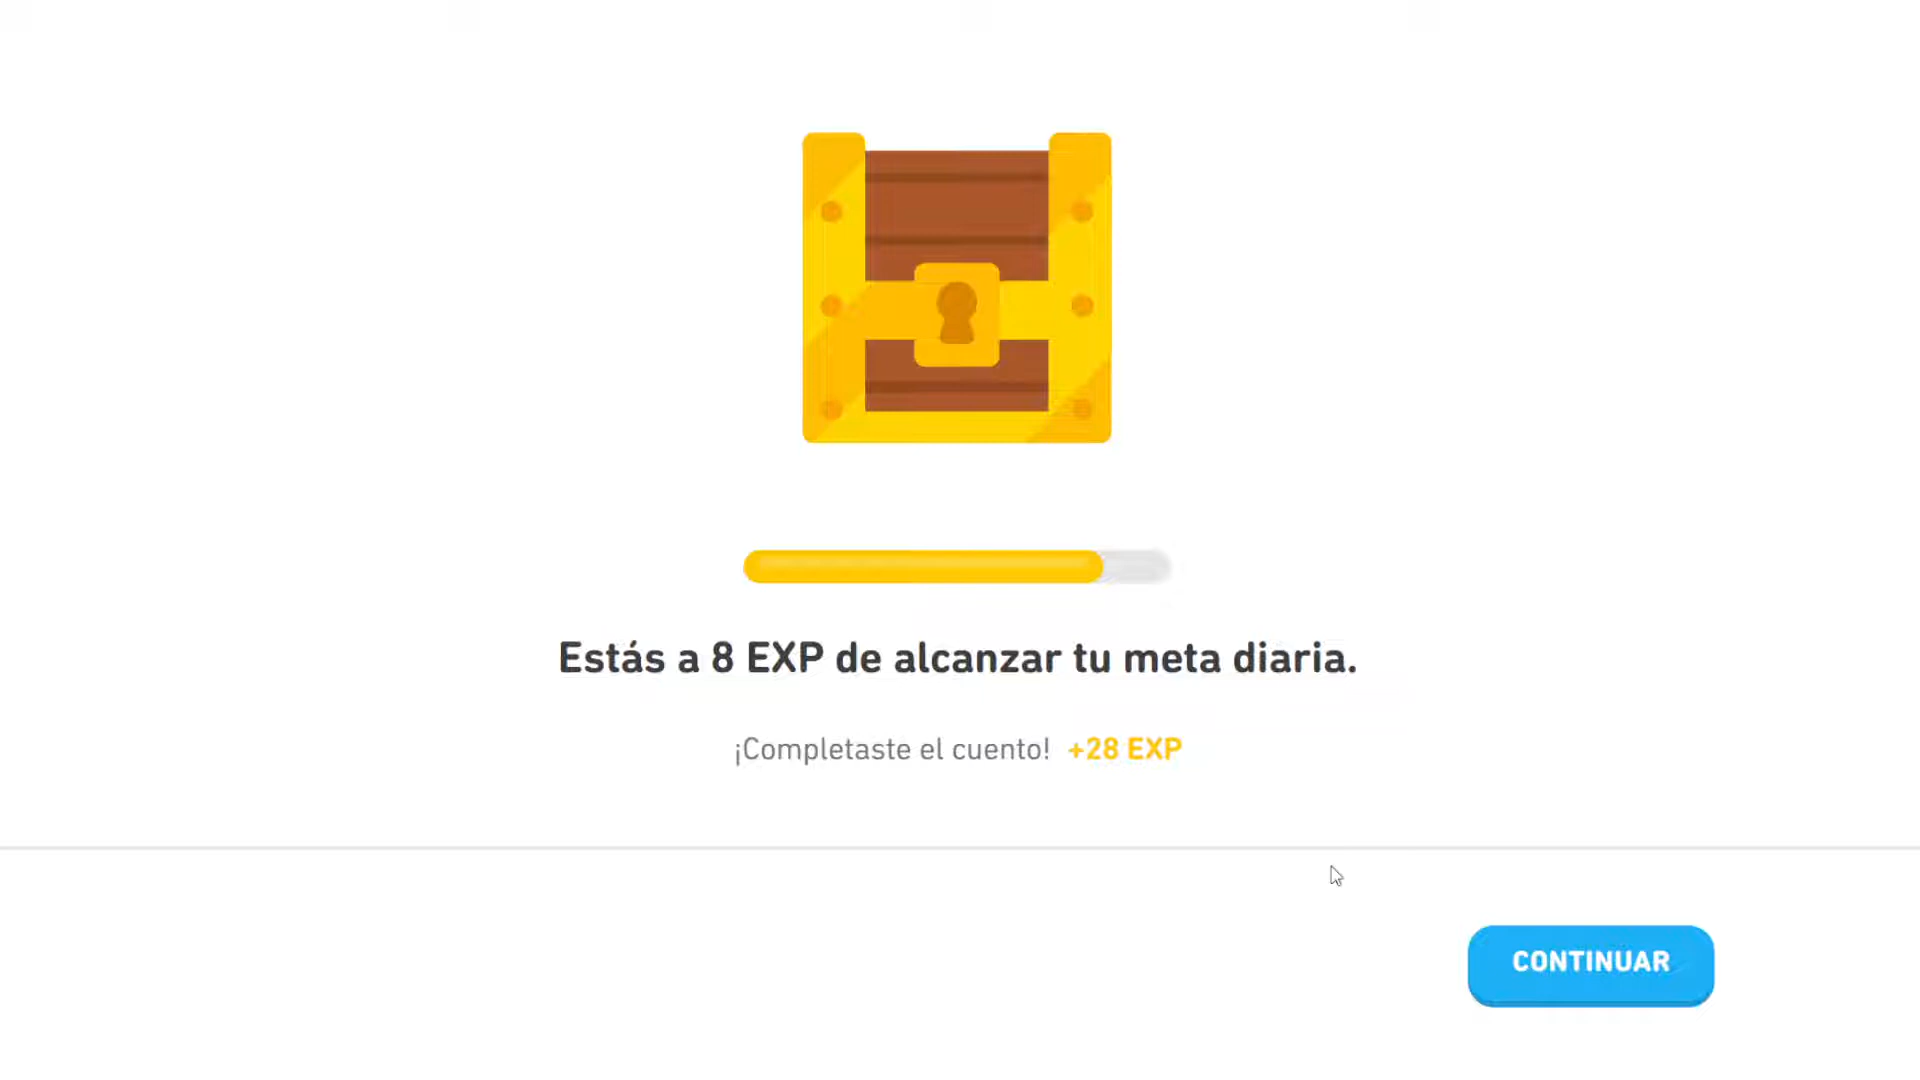 Estás a 8 EXP de alcanzar tu meta diaria.
¡Completaste el cuento! +28 EXP
CONTINUAR